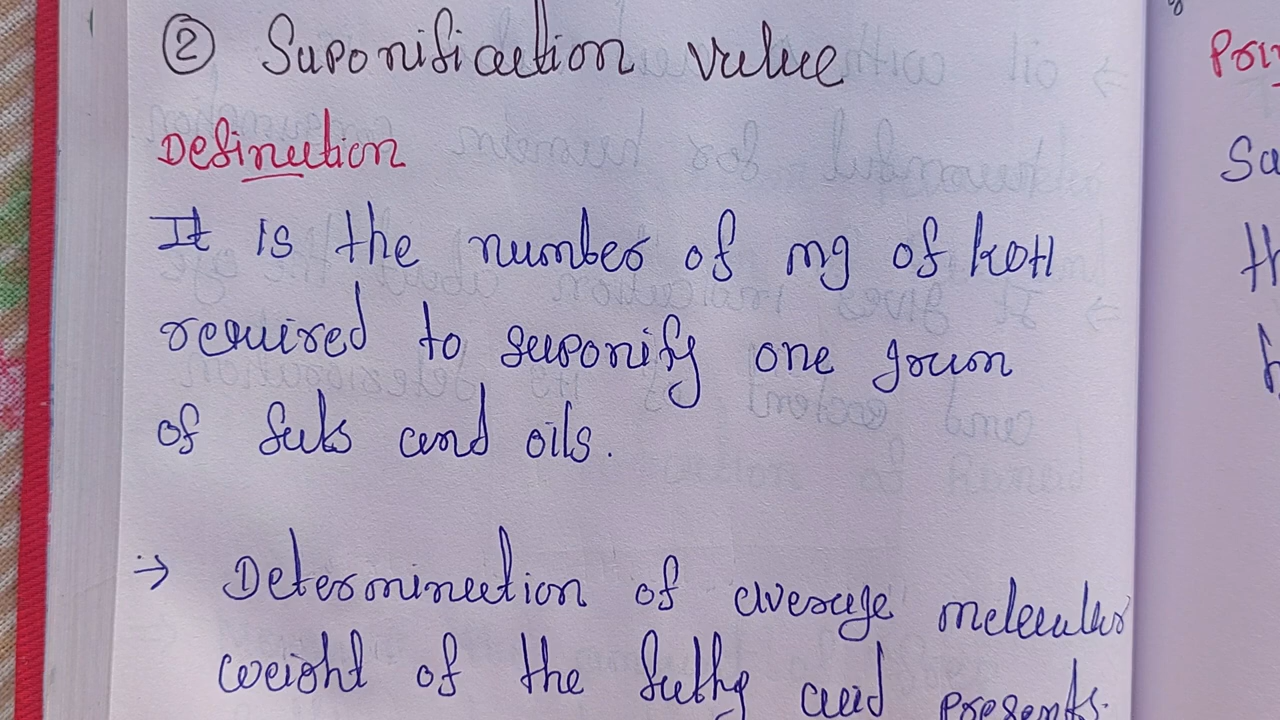 ② Saponification value
Defination
It is the number of mg of KOH
required to saponify one gram
of fats and oils.
→ Determination of average molecular
weight of the fatty acid presents.